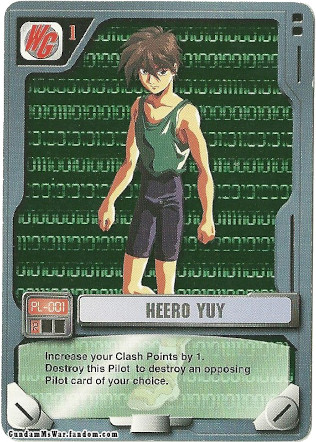 WG 1
PL-001
R
HEERO YUY
Increase your Clash Points by 1.
Destroy this Pilot to destroy an opposing
Pilot card of your choice.
GundamMsWar.fandom.com